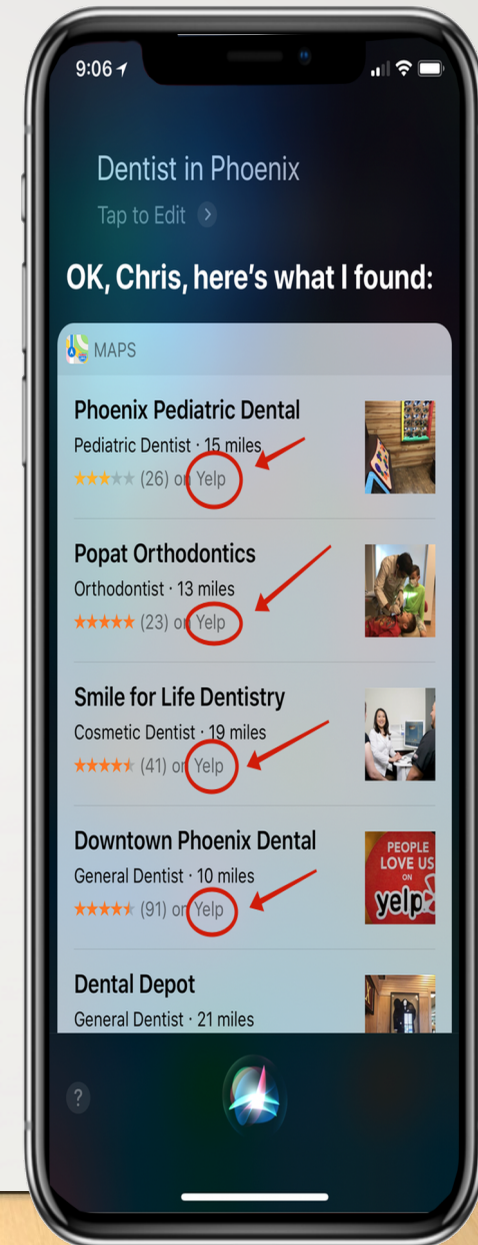 9:06
Dentist in Phoenix
Tap to Edit
OK, Chris, here's what I found:
MAPS
Phoenix Pediatric Dental
Pediatric Dentist · 15 miles
(26) on Yelp
Popat Orthodontics
Orthodontist · 13 miles
(23) on Yelp
Smile for Life Dentistry
Cosmetic Dentist · 19 miles
(41) on Yelp
Downtown Phoenix Dental
General Dentist · 10 miles
(91) on Yelp
PEOPLE
LOVE US
ON
yelp
Dental Depot
General Dentist · 21 miles
?